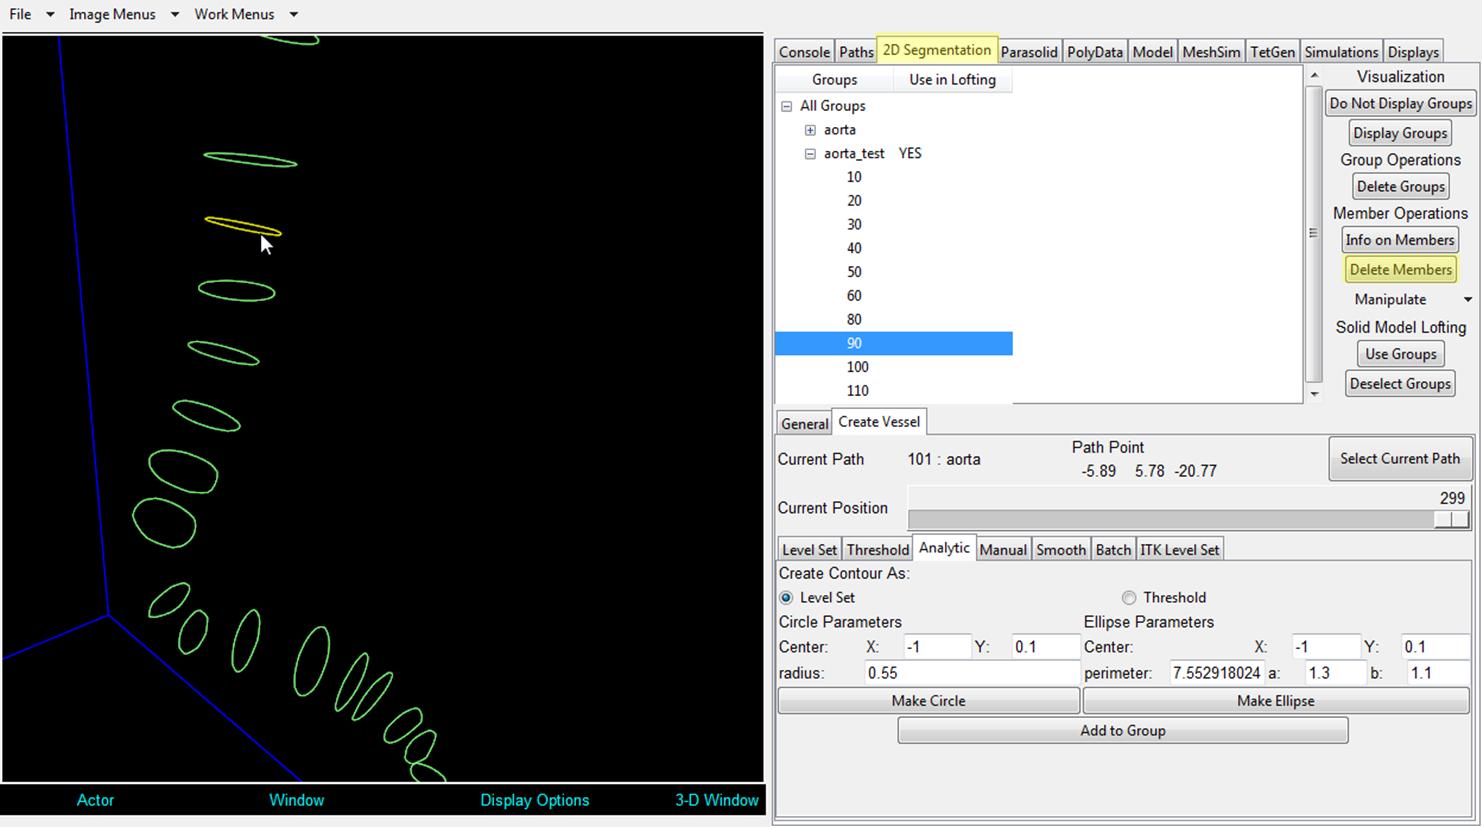 File Image Menus Work Menus
Console Paths 2D Segmentation Parasolid PolyData Model MeshSim TetGen Simulations Displays
Groups Use in Lofting
All Groups
aorta
aorta_test YES
10
20
30
40
50
60
80
90
100
110
Visualization
Do Not Display Groups
Display Groups
Group Operations
Delete Groups
Member Operations
Info on Members
Delete Members
Manipulate
Solid Model Lofting
Use Groups
Deselect Groups
General Create Vessel
Current Path 101 : aorta
Path Point
-5.89 5.78 -20.77
Select Current Path
Current Position 299
Level Set Threshold Analytic Manual Smooth Batch ITK Level Set
Create Contour As:
Level Set Threshold
Circle Parameters Ellipse Parameters
Center: X: -1 Y: 0.1 Center: X: -1 Y: 0.1
radius: 0.55 perimeter: 7.552918024 a: 1.3 b: 1.1
Make Circle Make Ellipse
Add to Group
Actor Window Display Options 3-D Window